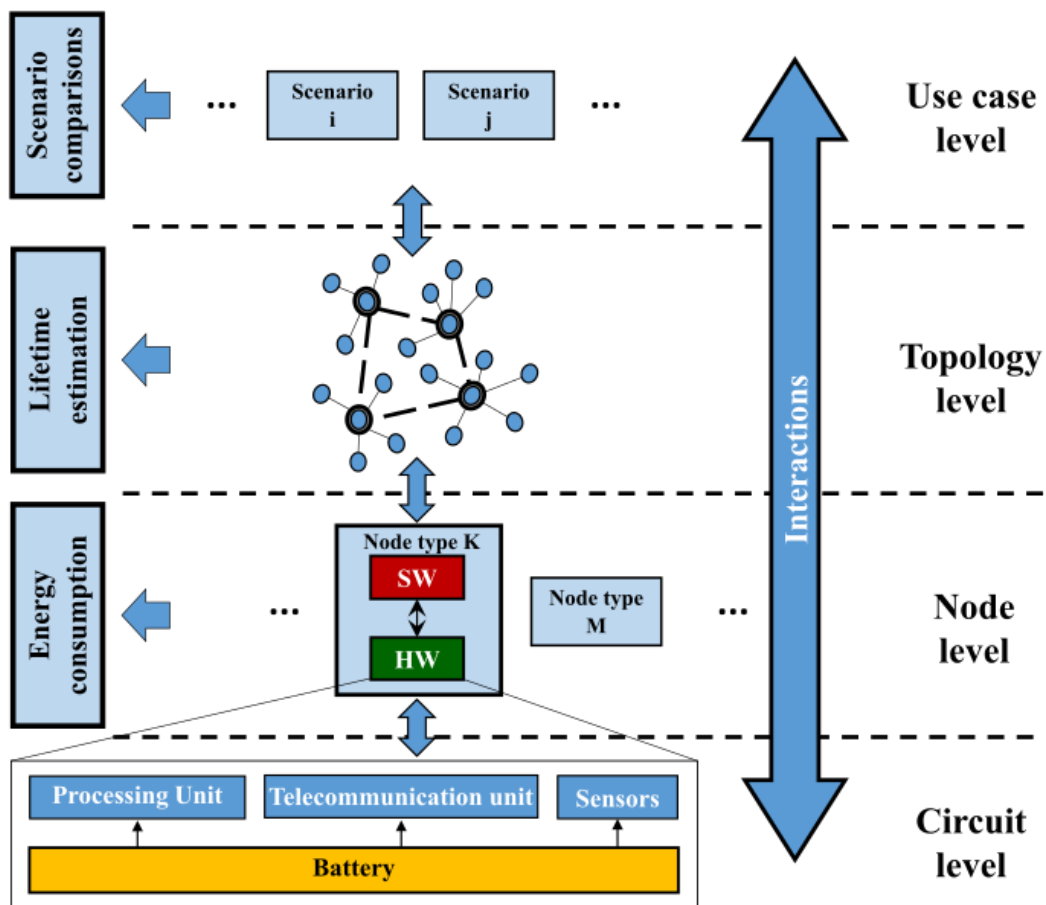 Scenario
comparisons
...
Scenario
i
Scenario
j
...
Use case
level
Lifetime
estimation
Topology
level
Interactions
Energy
consumption
...
Node type K
SW
HW
Node type
M
...
Node
level
Processing Unit
Telecommunication unit
Sensors
Battery
Circuit
level